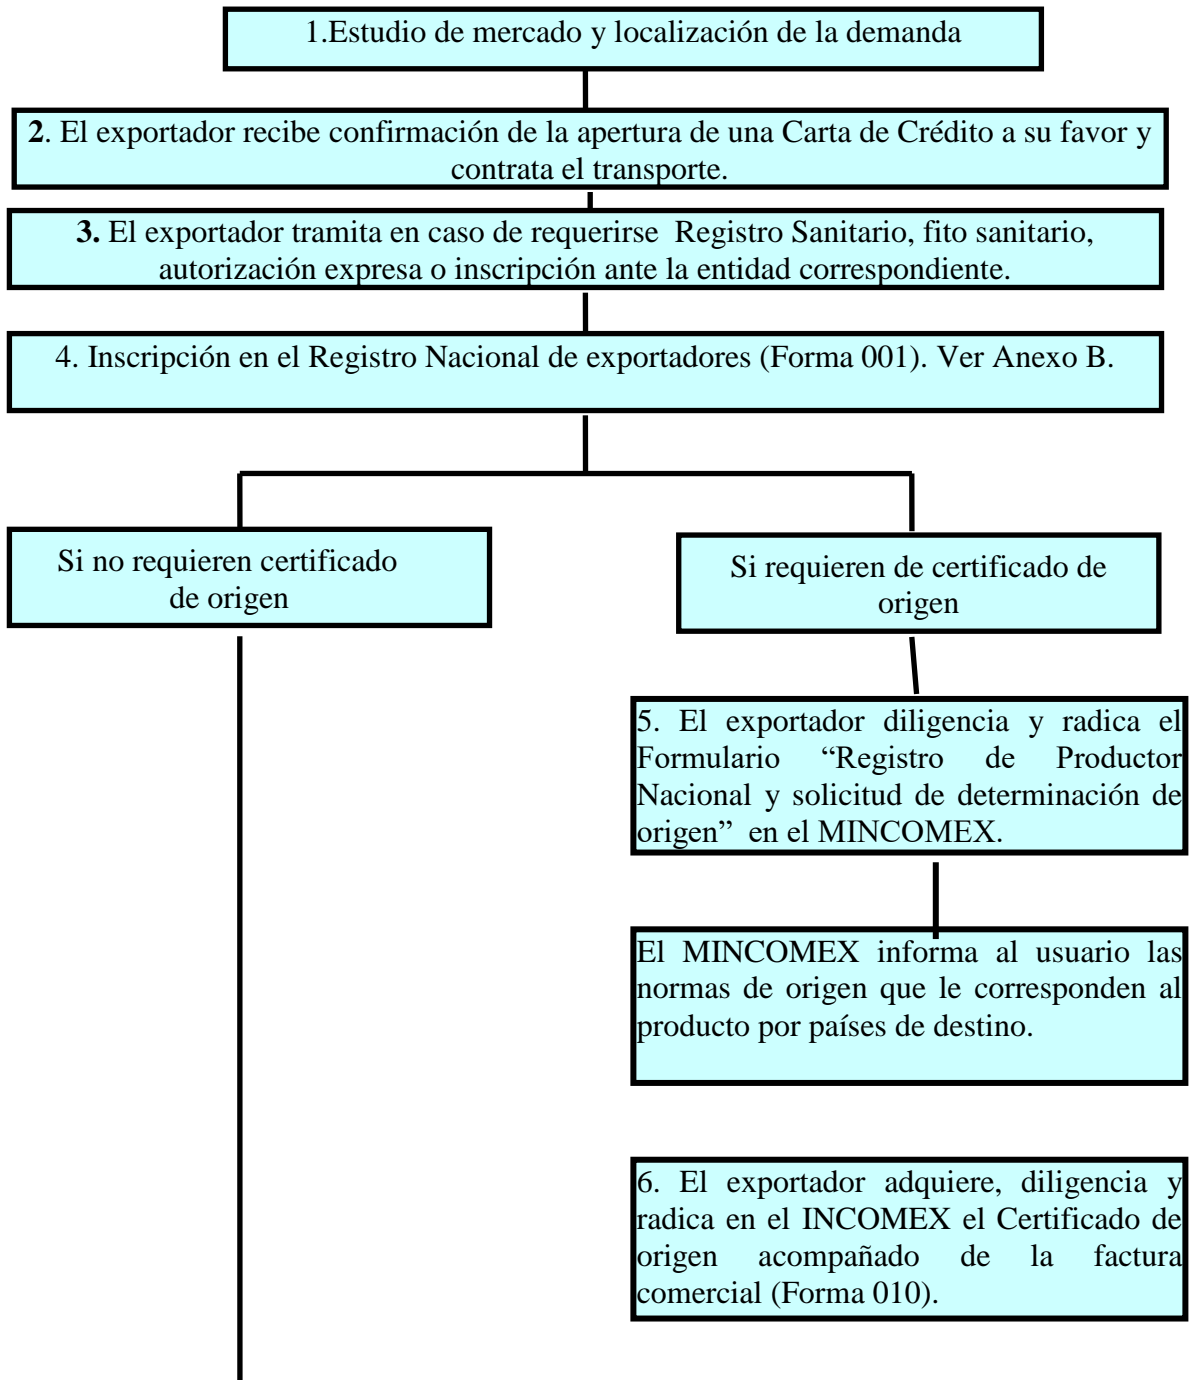 1.Estudio de mercado y localización de la demanda
2. El exportador recibe confirmación de la apertura de una Carta de Crédito a su favor y
contrata el transporte.
3. El exportador tramita en caso de requerirse  Registro Sanitario, fito sanitario,
autorización expresa o inscripción ante la entidad correspondiente.
4. Inscripción en el Registro Nacional de exportadores (Forma 001). Ver Anexo B.
Si no requieren certificado
de origen
Si requieren de certificado de
origen
5. El exportador diligencia y radica el
Formulario “Registro de Productor
Nacional y solicitud de determinación de
origen”  en el MINCOMEX.
El MINCOMEX informa al usuario las
normas de origen que le corresponden al
producto por países de destino.
6. El exportador adquiere, diligencia y
radica en el INCOMEX el Certificado de
origen acompañado de la factura
comercial (Forma 010).